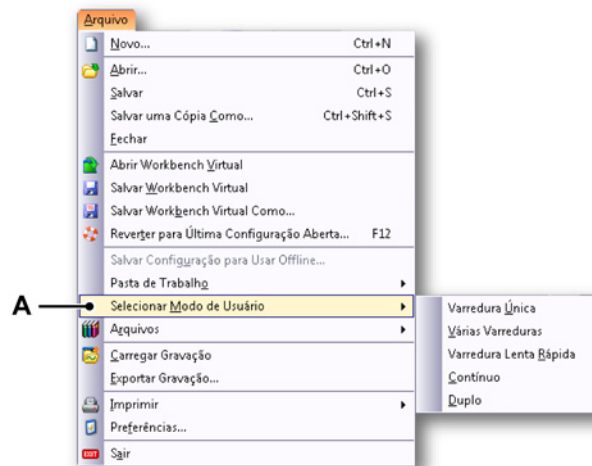 Arquivo
Novo... Ctrl+N
Abrir... Ctrl+O
Salvar Ctrl+S
Salvar uma Cópia Como... Ctrl+Shift+S
Fechar
Abrir Workbench Virtual
Salvar Workbench Virtual
Salvar Workbench Virtual Como...
Reverter para Última Configuração Aberta... F12
Salvar Configuração para Usar Offline...
Pasta de Trabalho
A
Selecionar Modo de Usuário
Arquivos
Carregar Gravação
Exportar Gravação...
Imprimir
Preferências...
EXIT Sair
Varredura Única
Várias Varreduras
Varredura Lenta Rápida
Contínuo
Duplo